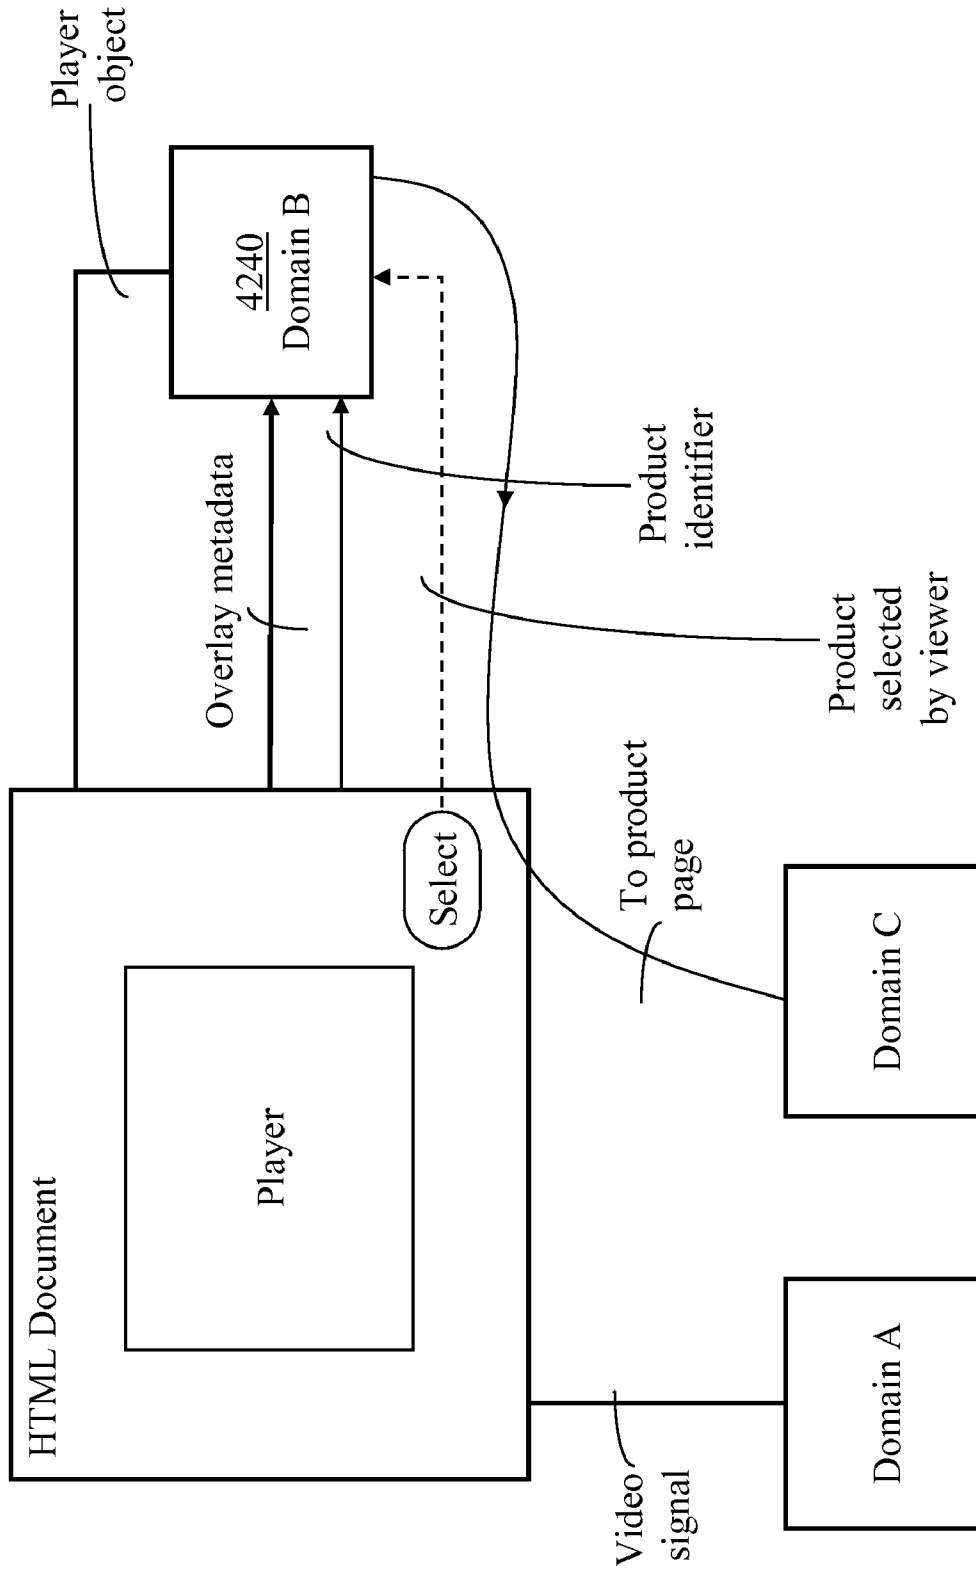 HTML Document
Player
Select
Overlay metadata
Player
object
4240
Domain B
Video
signal
To product
page
Product
selected
by viewer
Product
identifier
Domain A
Domain C